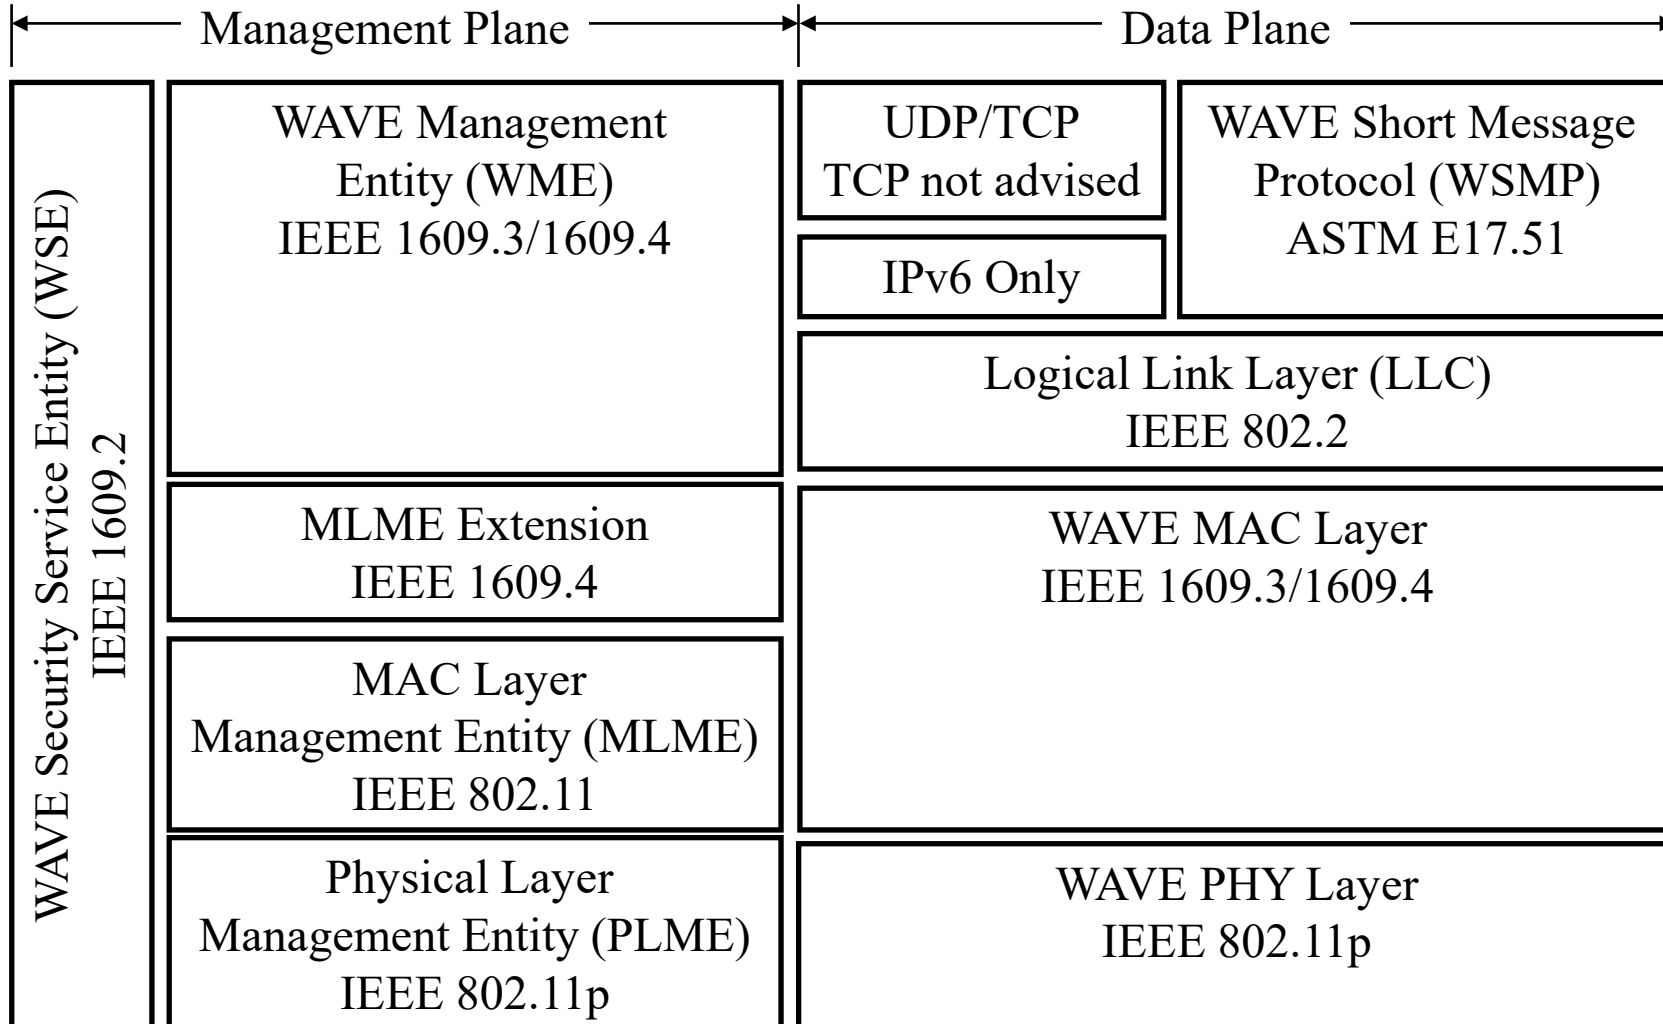 Management Plane
Data Plane
WAVE Security Service Entity (WSE)
IEEE 1609.2
WAVE Management
Entity (WME)
IEEE 1609.3/1609.4
MLME Extension
IEEE 1609.4
MAC Layer
Management Entity (MLME)
IEEE 802.11
Physical Layer
Management Entity (PLME)
IEEE 802.11p
UDP/TCP
TCP not advised
IPv6 Only
WAVE Short Message
Protocol (WSMP)
ASTM E17.51
Logical Link Layer (LLC)
IEEE 802.2
WAVE MAC Layer
IEEE 1609.3/1609.4
WAVE PHY Layer
IEEE 802.11p